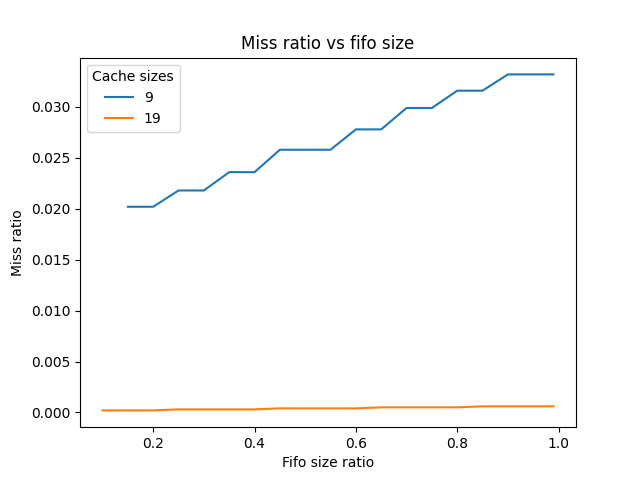 Miss ratio vs fifo size
Cache sizes
9
19
Miss ratio
0.030
0.025
0.020
0.015
0.010
0.005
0.000
0.2 0.4 0.6 0.8 1.0
Fifo size ratio